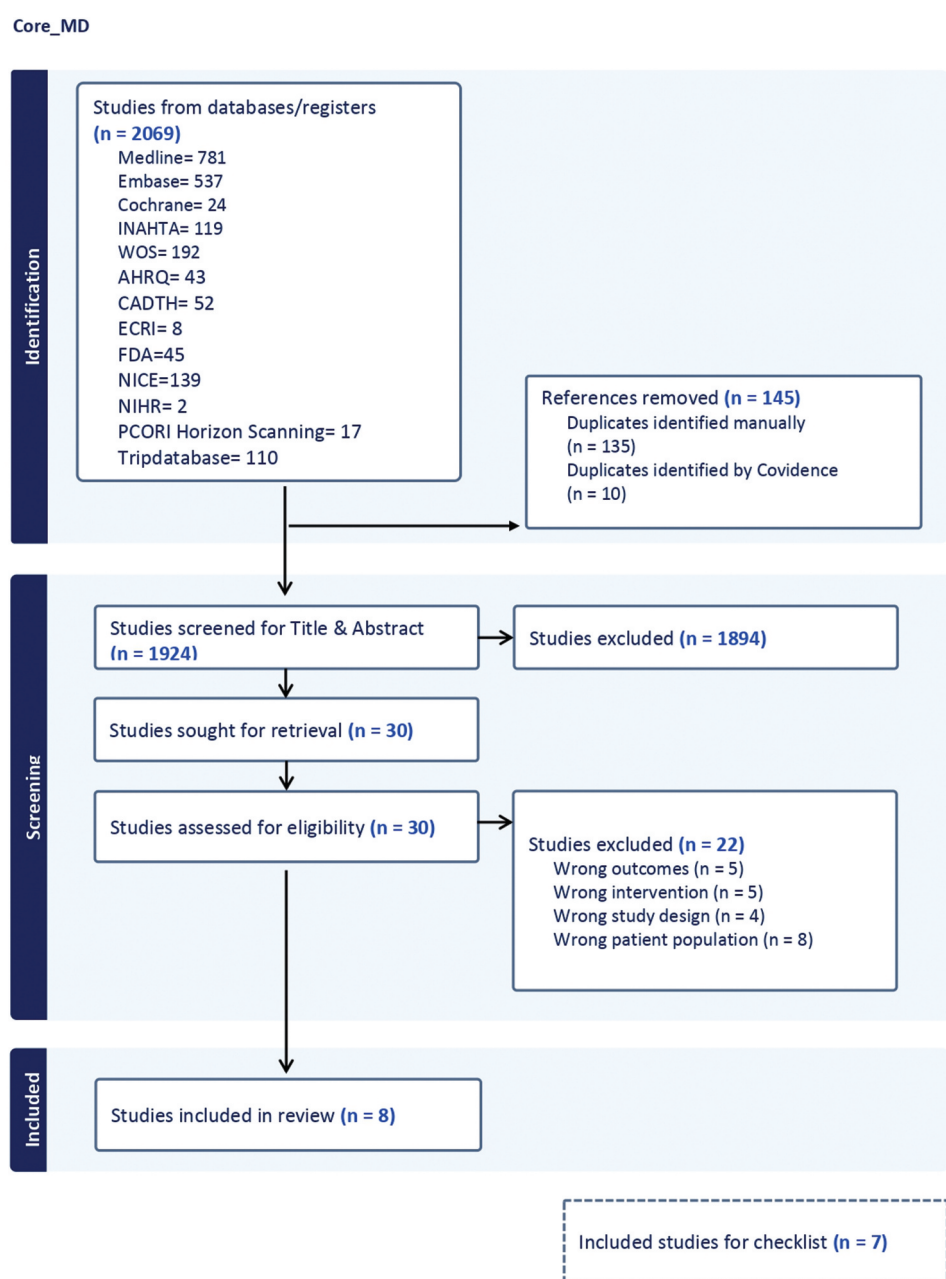 Core_MD
Identification
Studies from databases/registers
(n = 2069)
Medline= 781
Embase= 537
Cochrane= 24
INAHTA= 119
WOS= 192
AHRQ= 43
CADTH= 52
ECRI= 8
FDA=45
NICE=139
NIHR= 2
PCORI Horizon Scanning= 17
Tripdatabase= 110
References removed (n = 145)
Duplicates identified manually
(n = 135)
Duplicates identified by Covidence
(n = 10)
Screening
Studies screened for Title & Abstract
(n = 1924)
Studies excluded (n = 1894)
Studies sought for retrieval (n = 30)
Studies assessed for eligibility (n = 30)
Studies excluded (n = 22)
Wrong outcomes (n = 5)
Wrong intervention (n = 5)
Wrong study design (n = 4)
Wrong patient population (n = 8)
Included
Studies included in review (n = 8)
Included studies for checklist (n = 7)